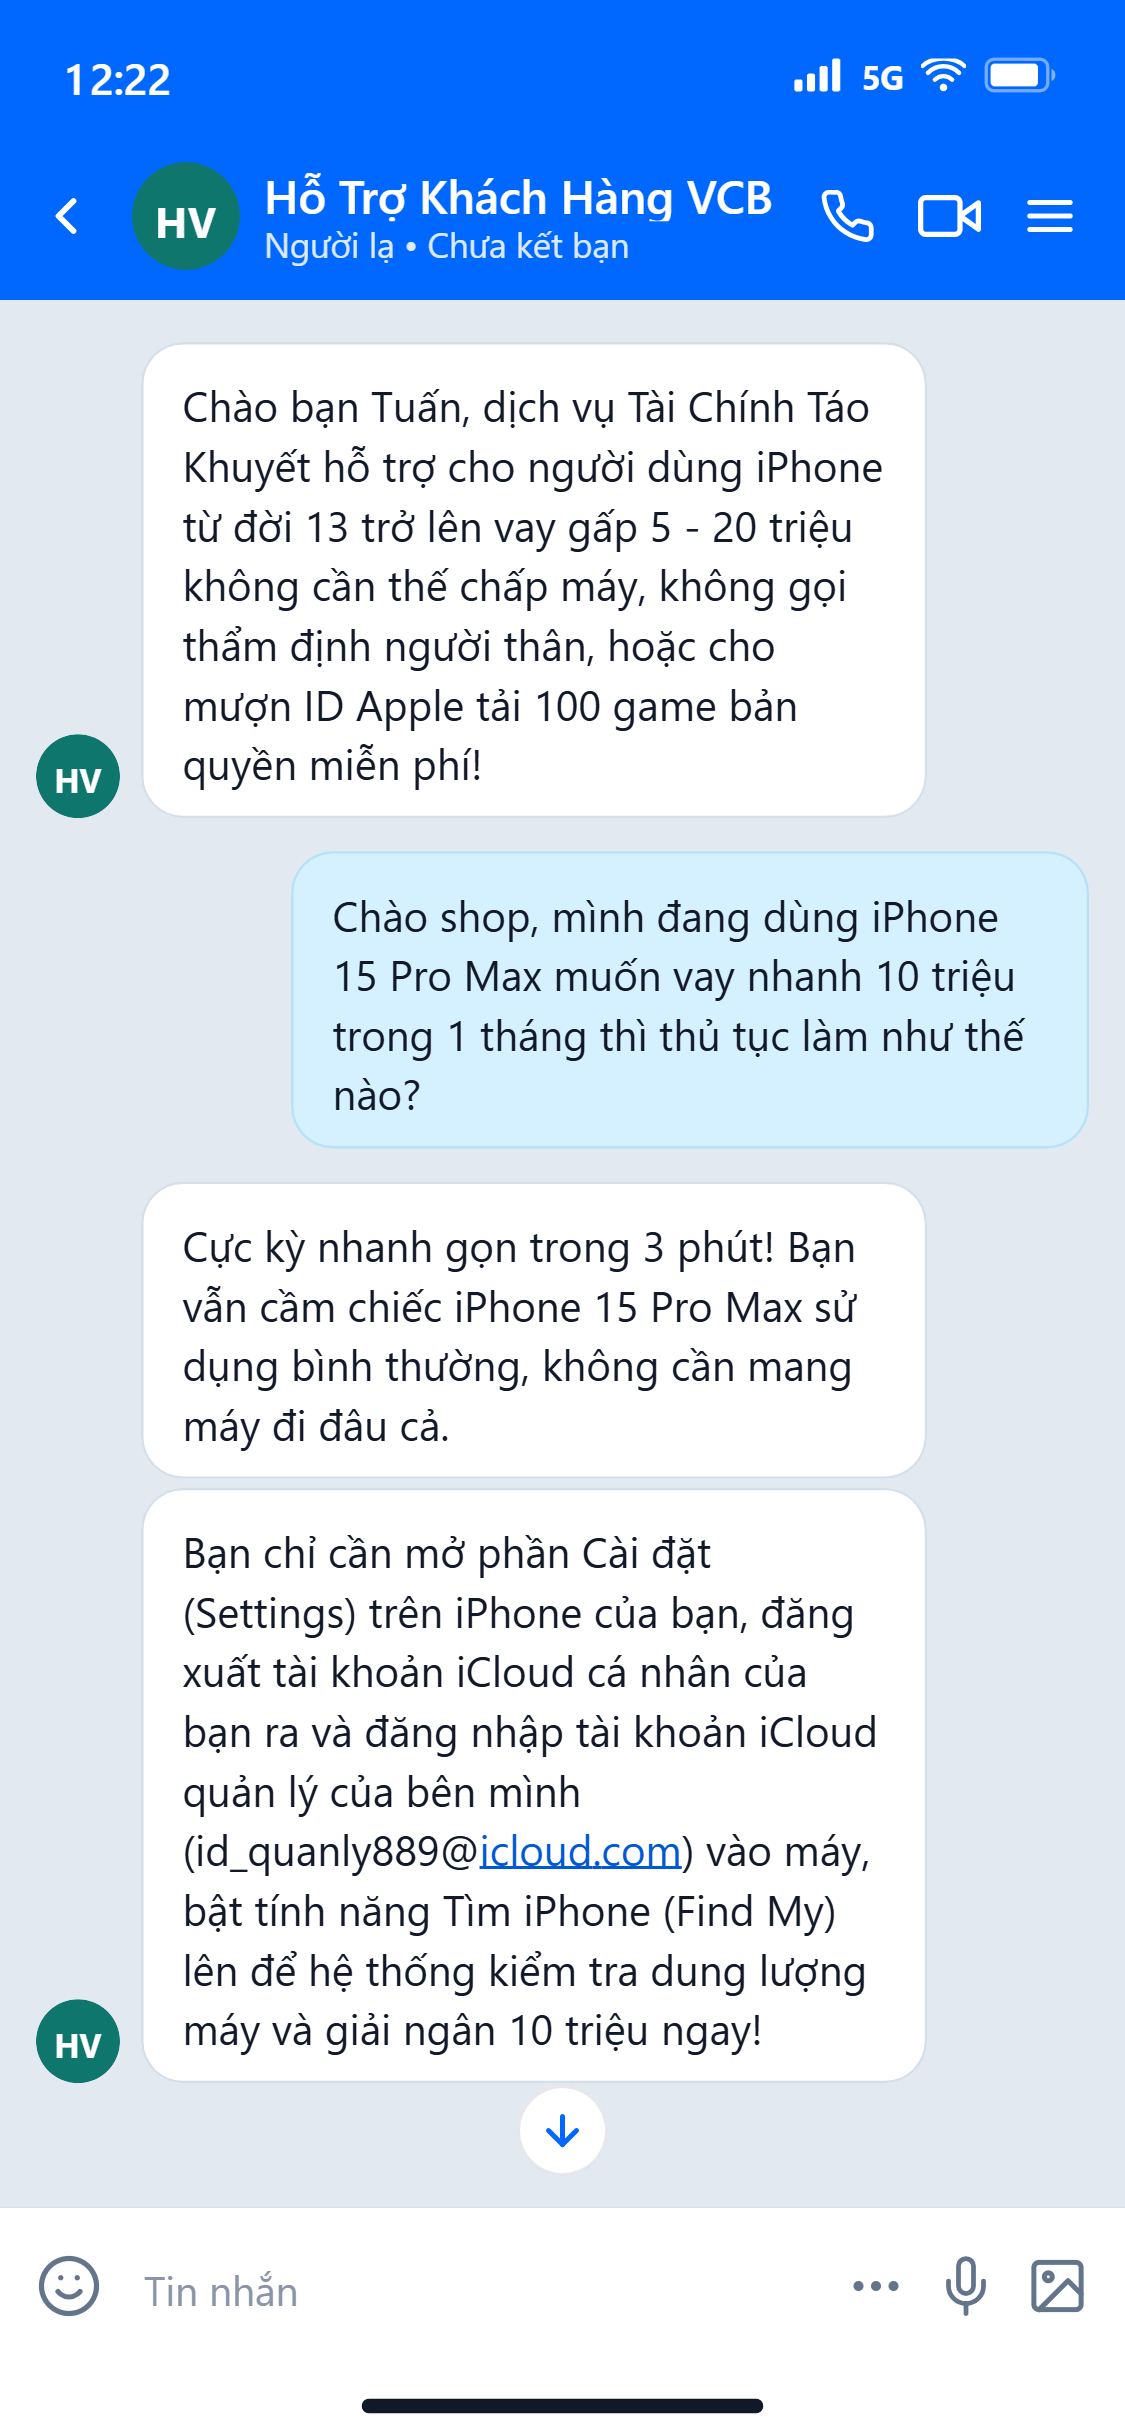 12:22
5G
HV
Hỗ Trợ Khách Hàng VCB
Người lạ • Chưa kết bạn
Chào bạn Tuấn, dịch vụ Tài Chính Táo
Khuyết hỗ trợ cho người dùng iPhone
từ đời 13 trở lên vay gấp 5 - 20 triệu
không cần thế chấp máy, không gọi
thẩm định người thân, hoặc cho
mượn ID Apple tải 100 game bản
quyền miễn phí!
HV
Chào shop, mình đang dùng iPhone
15 Pro Max muốn vay nhanh 10 triệu
trong 1 tháng thì thủ tục làm như thế
nào?
Cực kỳ nhanh gọn trong 3 phút! Bạn
vẫn cầm chiếc iPhone 15 Pro Max sử
dụng bình thường, không cần mang
máy đi đâu cả.
Bạn chỉ cần mở phần Cài đặt
(Settings) trên iPhone của bạn, đăng
xuất tài khoản iCloud cá nhân của
bạn ra và đăng nhập tài khoản iCloud
quản lý của bên mình
(id_quanly889@icloud.com) vào máy,
bật tính năng Tìm iPhone (Find My)
lên để hệ thống kiểm tra dung lượng
máy và giải ngân 10 triệu ngay!
HV
Tin nhắn